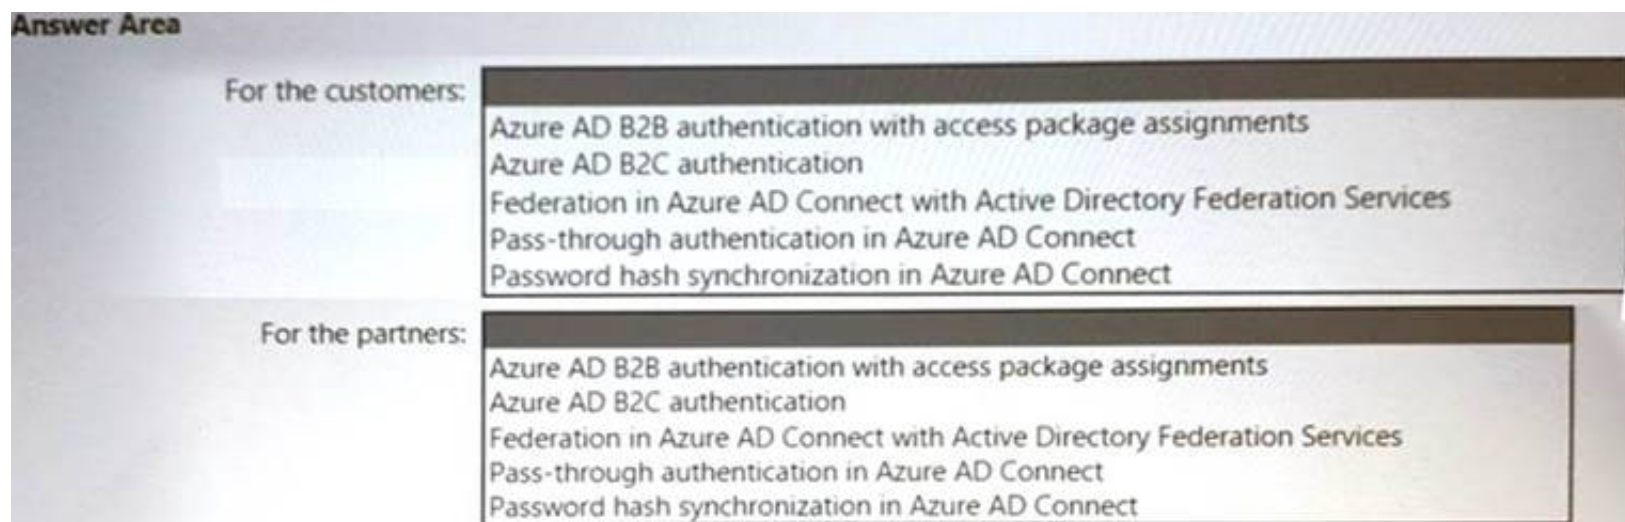 Answer Area
For the customers:
Azure AD B2B authentication with access package assignments
Azure AD B2C authentication
Federation in Azure AD Connect with Active Directory Federation Services
Pass-through authentication in Azure AD Connect
Password hash synchronization in Azure AD Connect
For the partners:
Azure AD B2B authentication with access package assignments
Azure AD B2C authentication
Federation in Azure AD Connect with Active Directory Federation Services
Pass-through authentication in Azure AD Connect
Password hash synchronization in Azure AD Connect